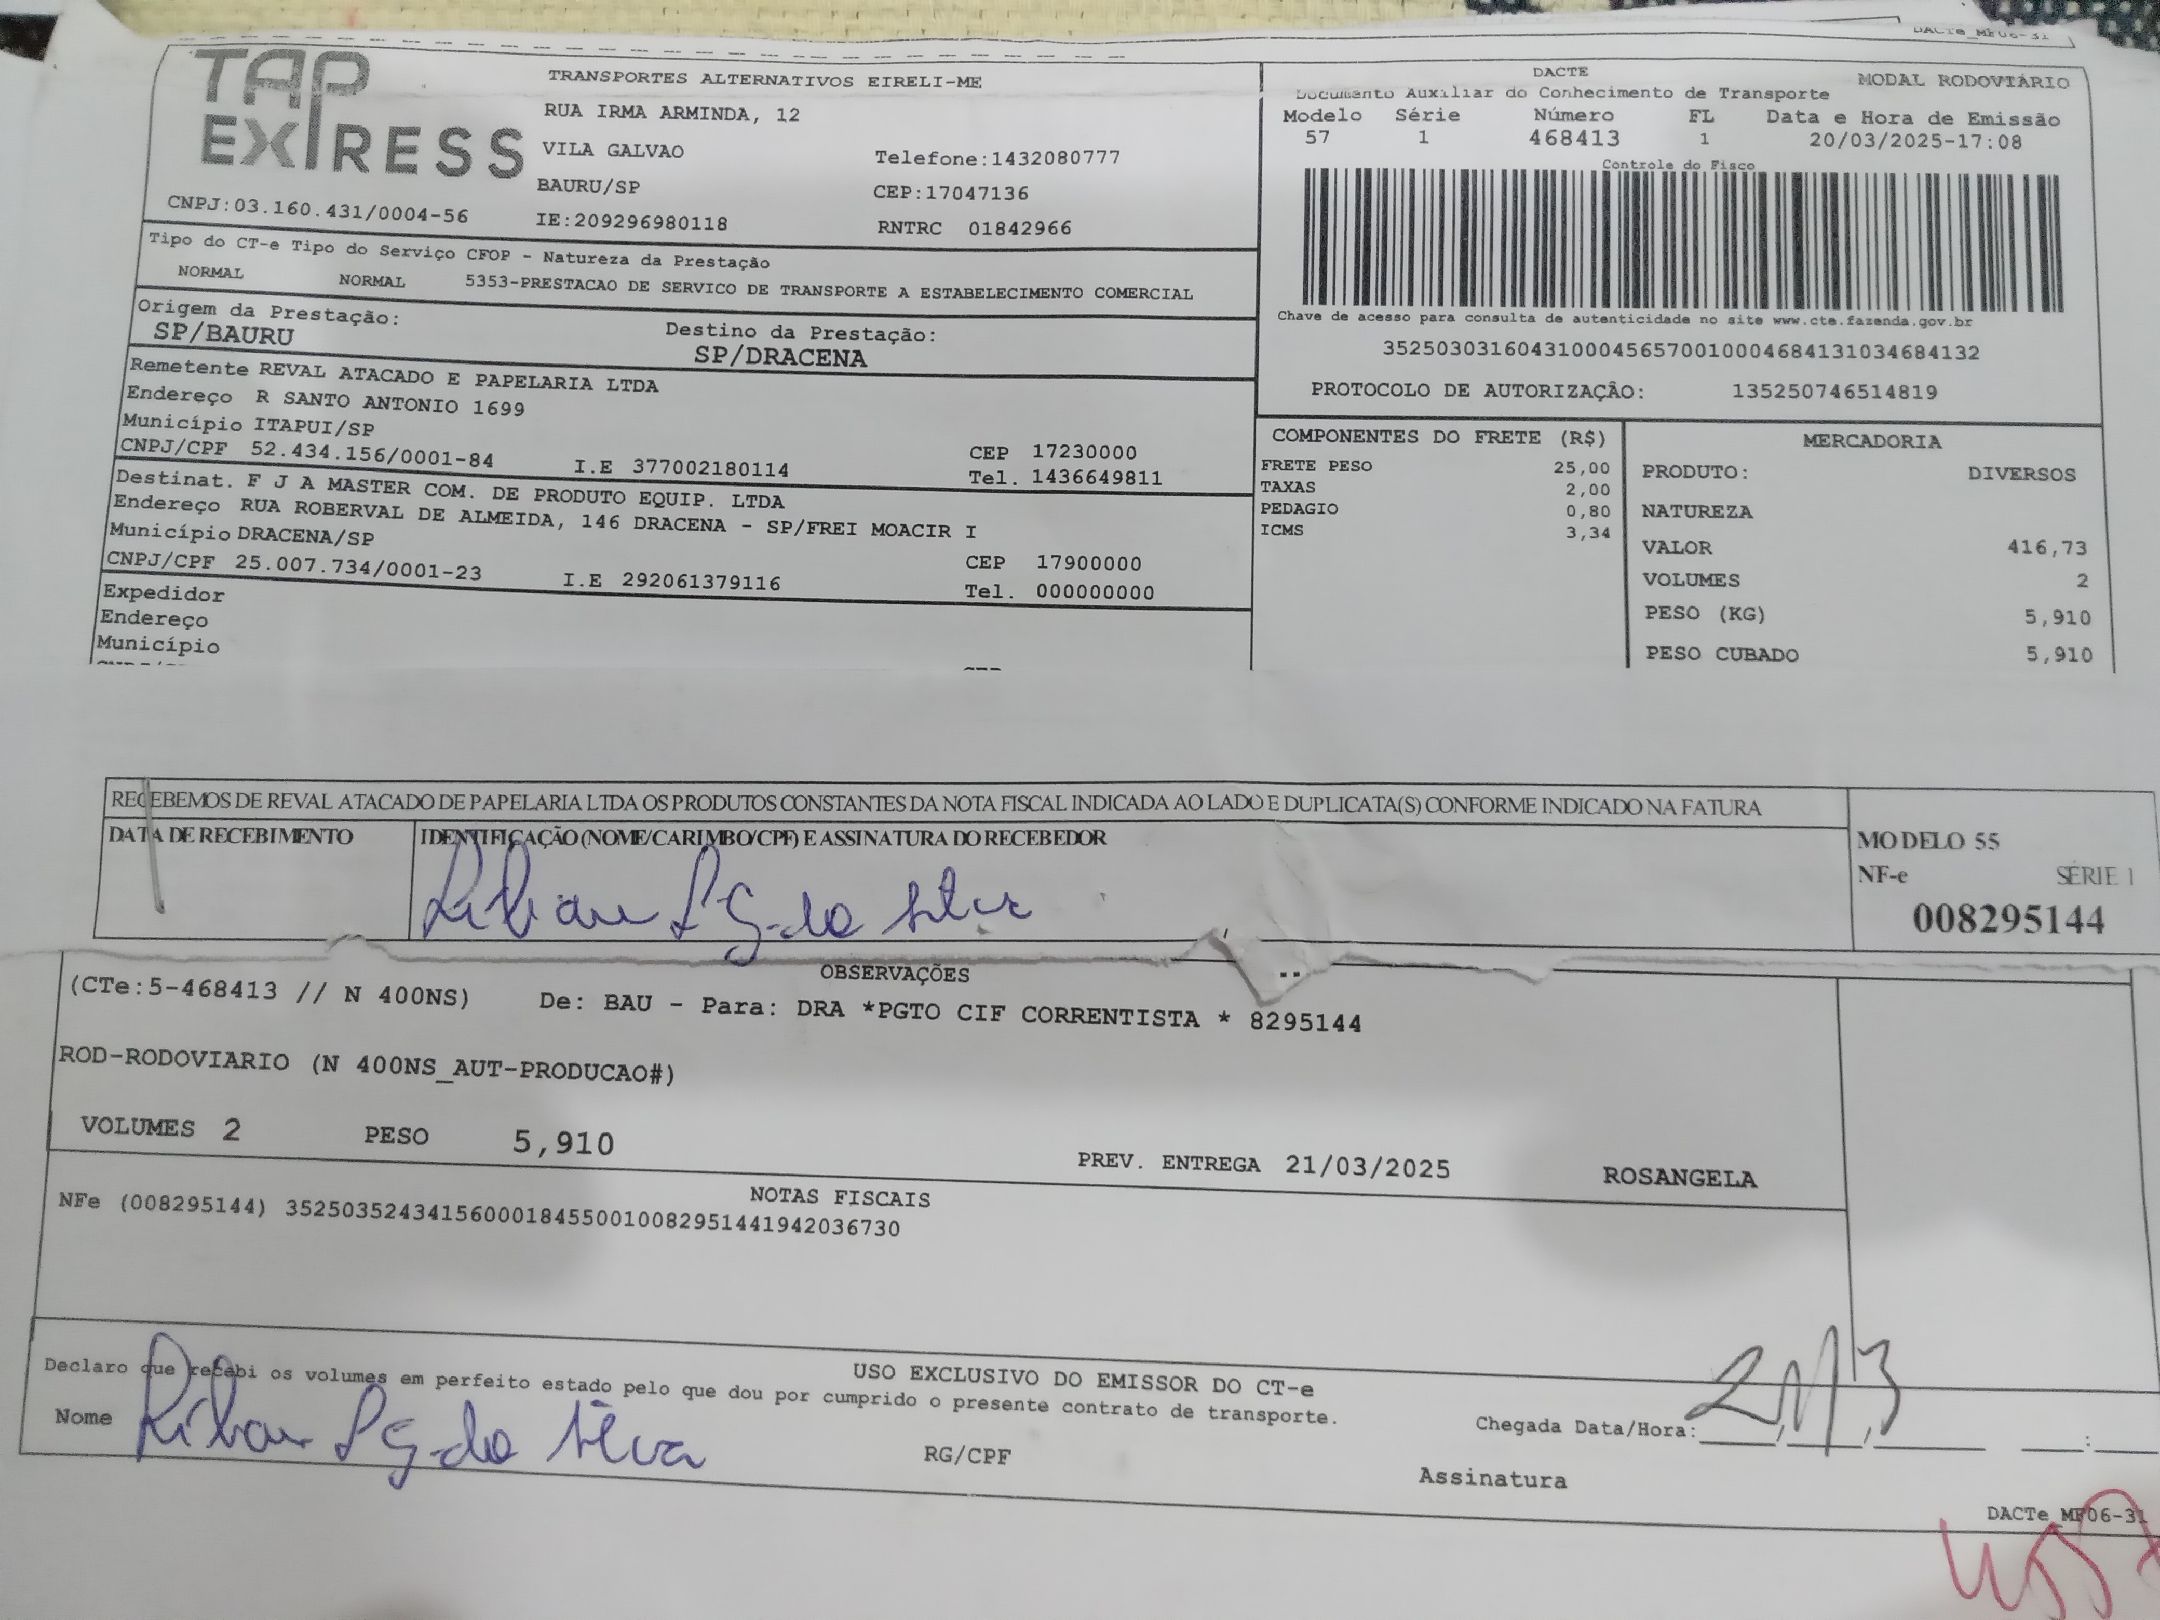 DACTe_MF06-31
TAP EXPRESS
TRANSPORTES ALTERNATIVOS EIRELI-ME
RUA IRMA ARMINDA, 12
VILA GALVAO Telefone:1432080777
BAURU/SP CEP:17047136
CNPJ:03.160.431/0004-56 IE:209296980118 RNTRC 01842966
DACTE MODAL RODOVIÁRIO
Documento Auxiliar do Conhecimento de Transporte
Modelo Série Número FL Data e Hora de Emissão
57 1 468413 1 20/03/2025-17:08
Controle do Fisco
Chave de acesso para consulta de autenticidade no site www.cte.fazenda.gov.br
35250303160431000456570010004684131034684132
PROTOCOLO DE AUTORIZAÇÃO: 135250746514819
Tipo do CT-e Tipo do Serviço CFOP - Natureza da Prestação
NORMAL NORMAL 5353-PRESTACAO DE SERVICO DE TRANSPORTE A ESTABELECIMENTO COMERCIAL
Origem da Prestação: Destino da Prestação:
SP/BAURU SP/DRACENA
Remetente REVAL ATACADO E PAPELARIA LTDA
Endereço R SANTO ANTONIO 1699
Município ITAPUI/SP CEP 17230000
CNPJ/CPF 52.434.156/0001-84 I.E 377002180114 Tel. 1436649811
Destinat. F J A MASTER COM. DE PRODUTO EQUIP. LTDA
Endereço RUA ROBERVAL DE ALMEIDA, 146 DRACENA - SP/FREI MOACIR I
Município DRACENA/SP CEP 17900000
CNPJ/CPF 25.007.734/0001-23 I.E 292061379116 Tel. 000000000
Expedidor
Endereço
Município
COMPONENTES DO FRETE (R$)
FRETE PESO 25,00
TAXAS 2,00
PEDAGIO 0,80
ICMS 3,34
MERCADORIA
PRODUTO: DIVERSOS
NATUREZA
VALOR 416,73
VOLUMES 2
PESO (KG) 5,910
PESO CUBADO 5,910
RECEBEMOS DE REVAL ATACADO DE PAPELARIA LTDA OS PRODUTOS CONSTANTES DA NOTA FISCAL INDICADA AO LADO E DUPLICATA(S) CONFORME INDICADO NA FATURA
DATA DE RECEBIMENTO IDENTIFICAÇÃO (NOME/CARIMBO/CPF) E ASSINATURA DO RECEBEDOR
MODELO 55
NF-e SÉRIE 1
008295144
da Silva
OBSERVAÇÕES
(CTe:5-468413 // N 400NS) De: BAU - Para: DRA *PGTO CIF CORRENTISTA * 8295144
ROD-RODOVIARIO (N 400NS_AUT-PRODUCAO#)
VOLUMES 2 PESO 5,910 PREV. ENTREGA 21/03/2025 ROSANGELA
NOTAS FISCAIS
NFe (008295144) 35250352434156000184550010082951441942036730
USO EXCLUSIVO DO EMISSOR DO CT-e
Declaro que recebi os volumes em perfeito estado pelo que dou por cumprido o presente contrato de transporte.
Nome da Silva RG/CPF
Chegada Data/Hora:
Assinatura
DACTe_MF06-31